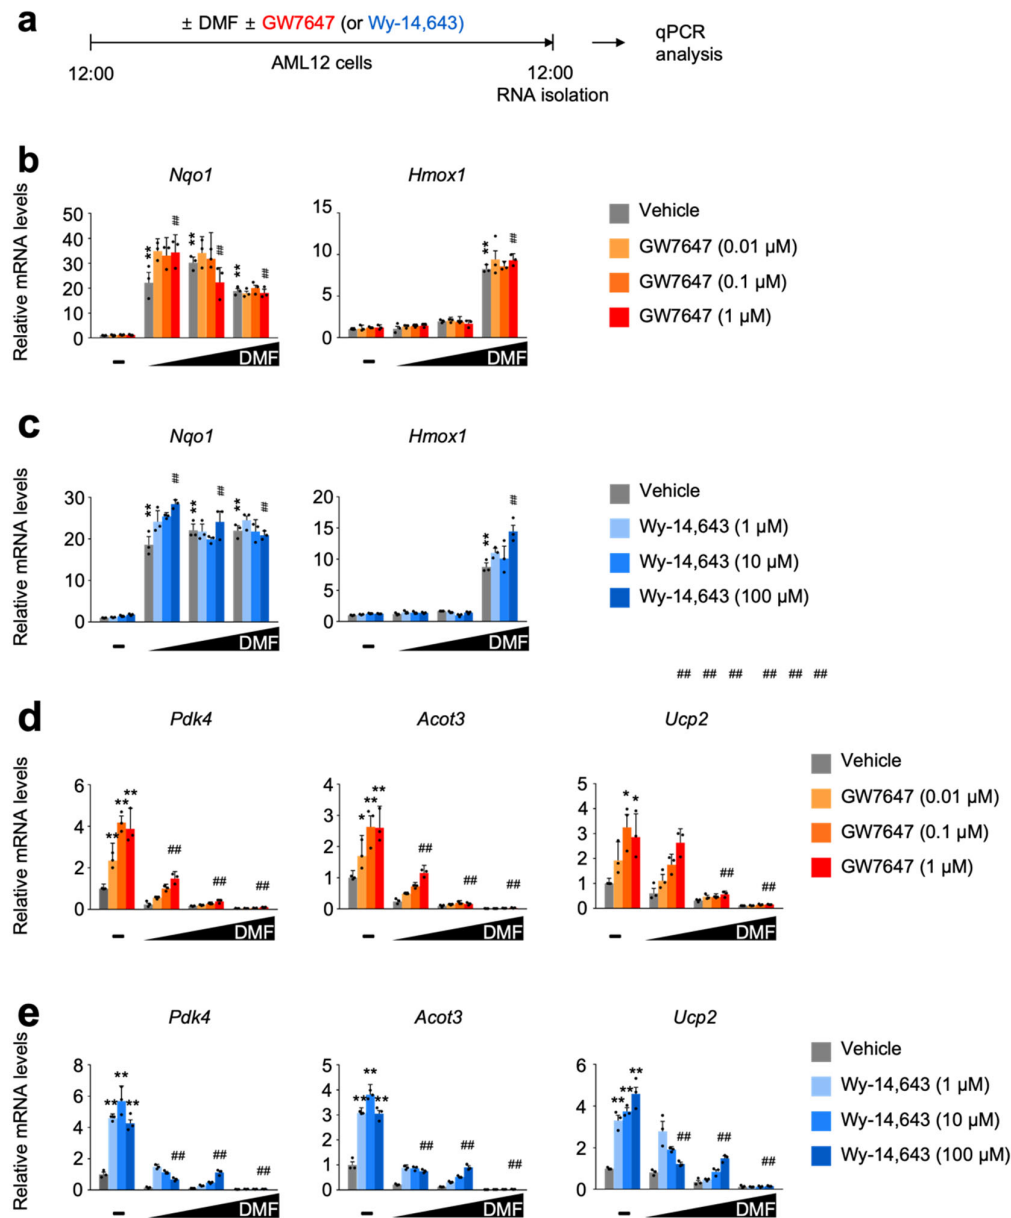 a
± DMF ± GW7647 (or Wy-14,643)
qPCR
analysis
AML12 cells
12:00
12:00
RNA isolation
b
Relative mRNA levels
Nqo1
Hmox1
50
40
30
20
10
0
**
##
**
##
**
##
15
10
5
0
**
##
Vehicle
GW7647 (0.01 µM)
GW7647 (0.1 µM)
GW7647 (1 µM)
–
DMF
–
DMF
c
Relative mRNA levels
Nqo1
Hmox1
30
20
10
0
**
##
**
##
**
##
20
15
10
5
0
**
##
Vehicle
Wy-14,643 (1 µM)
Wy-14,643 (10 µM)
Wy-14,643 (100 µM)
–
DMF
–
DMF
## ## ## ## ## ##
d
Relative mRNA levels
Pdk4
Acot3
Ucp2
6
4
2
0
**
**
**
##
##
##
4
3
2
1
0
*
**
**
##
##
##
5
4
3
2
1
0
*
*
##
##
Vehicle
GW7647 (0.01 µM)
GW7647 (0.1 µM)
GW7647 (1 µM)
–
DMF
–
DMF
–
DMF
e
Relative mRNA levels
Pdk4
Acot3
Ucp2
8
6
4
2
0
**
**
**
##
##
##
5
4
3
2
1
0
**
**
**
##
##
##
6
4
2
0
**
**
**
##
##
##
Vehicle
Wy-14,643 (1 µM)
Wy-14,643 (10 µM)
Wy-14,643 (100 µM)
–
DMF
–
DMF
–
DMF